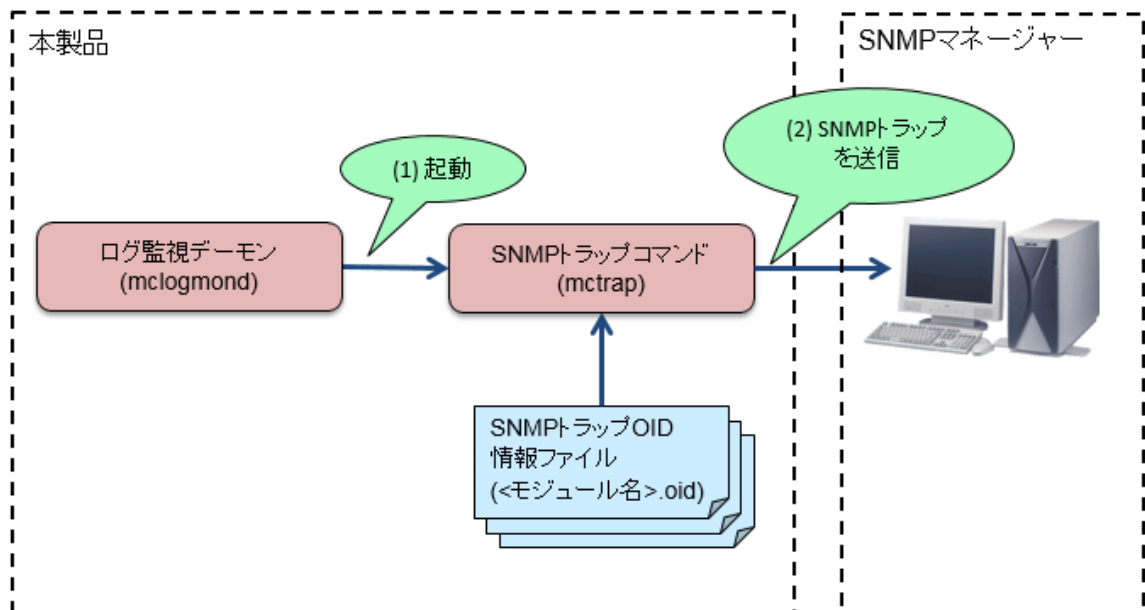 本製品
SNMPマネージャー
(1) 起動
(2) SNMPトラップ
を送信
ログ監視デーモン
(mclogmond)
SNMPトラップコマンド
(mctrap)
SNMPトラップOID
情報ファイル
(<モジュール名>.oid)